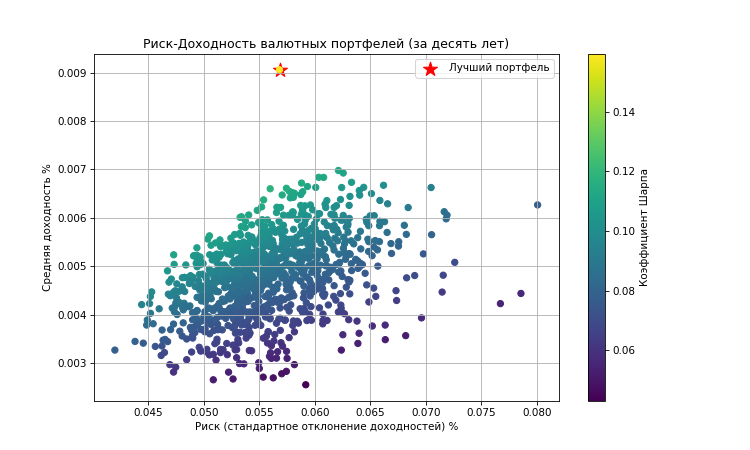 Риск-Доходность валютных портфелей (за десять лет)
Лучший портфель
Средняя доходность %
0.009
0.008
0.007
0.006
0.005
0.004
0.003
0.045 0.050 0.055 0.060 0.065 0.070 0.075 0.080
Риск (стандартное отклонение доходностей) %
0.14
0.12
0.10
0.08
0.06
Коэффициент Шарпа